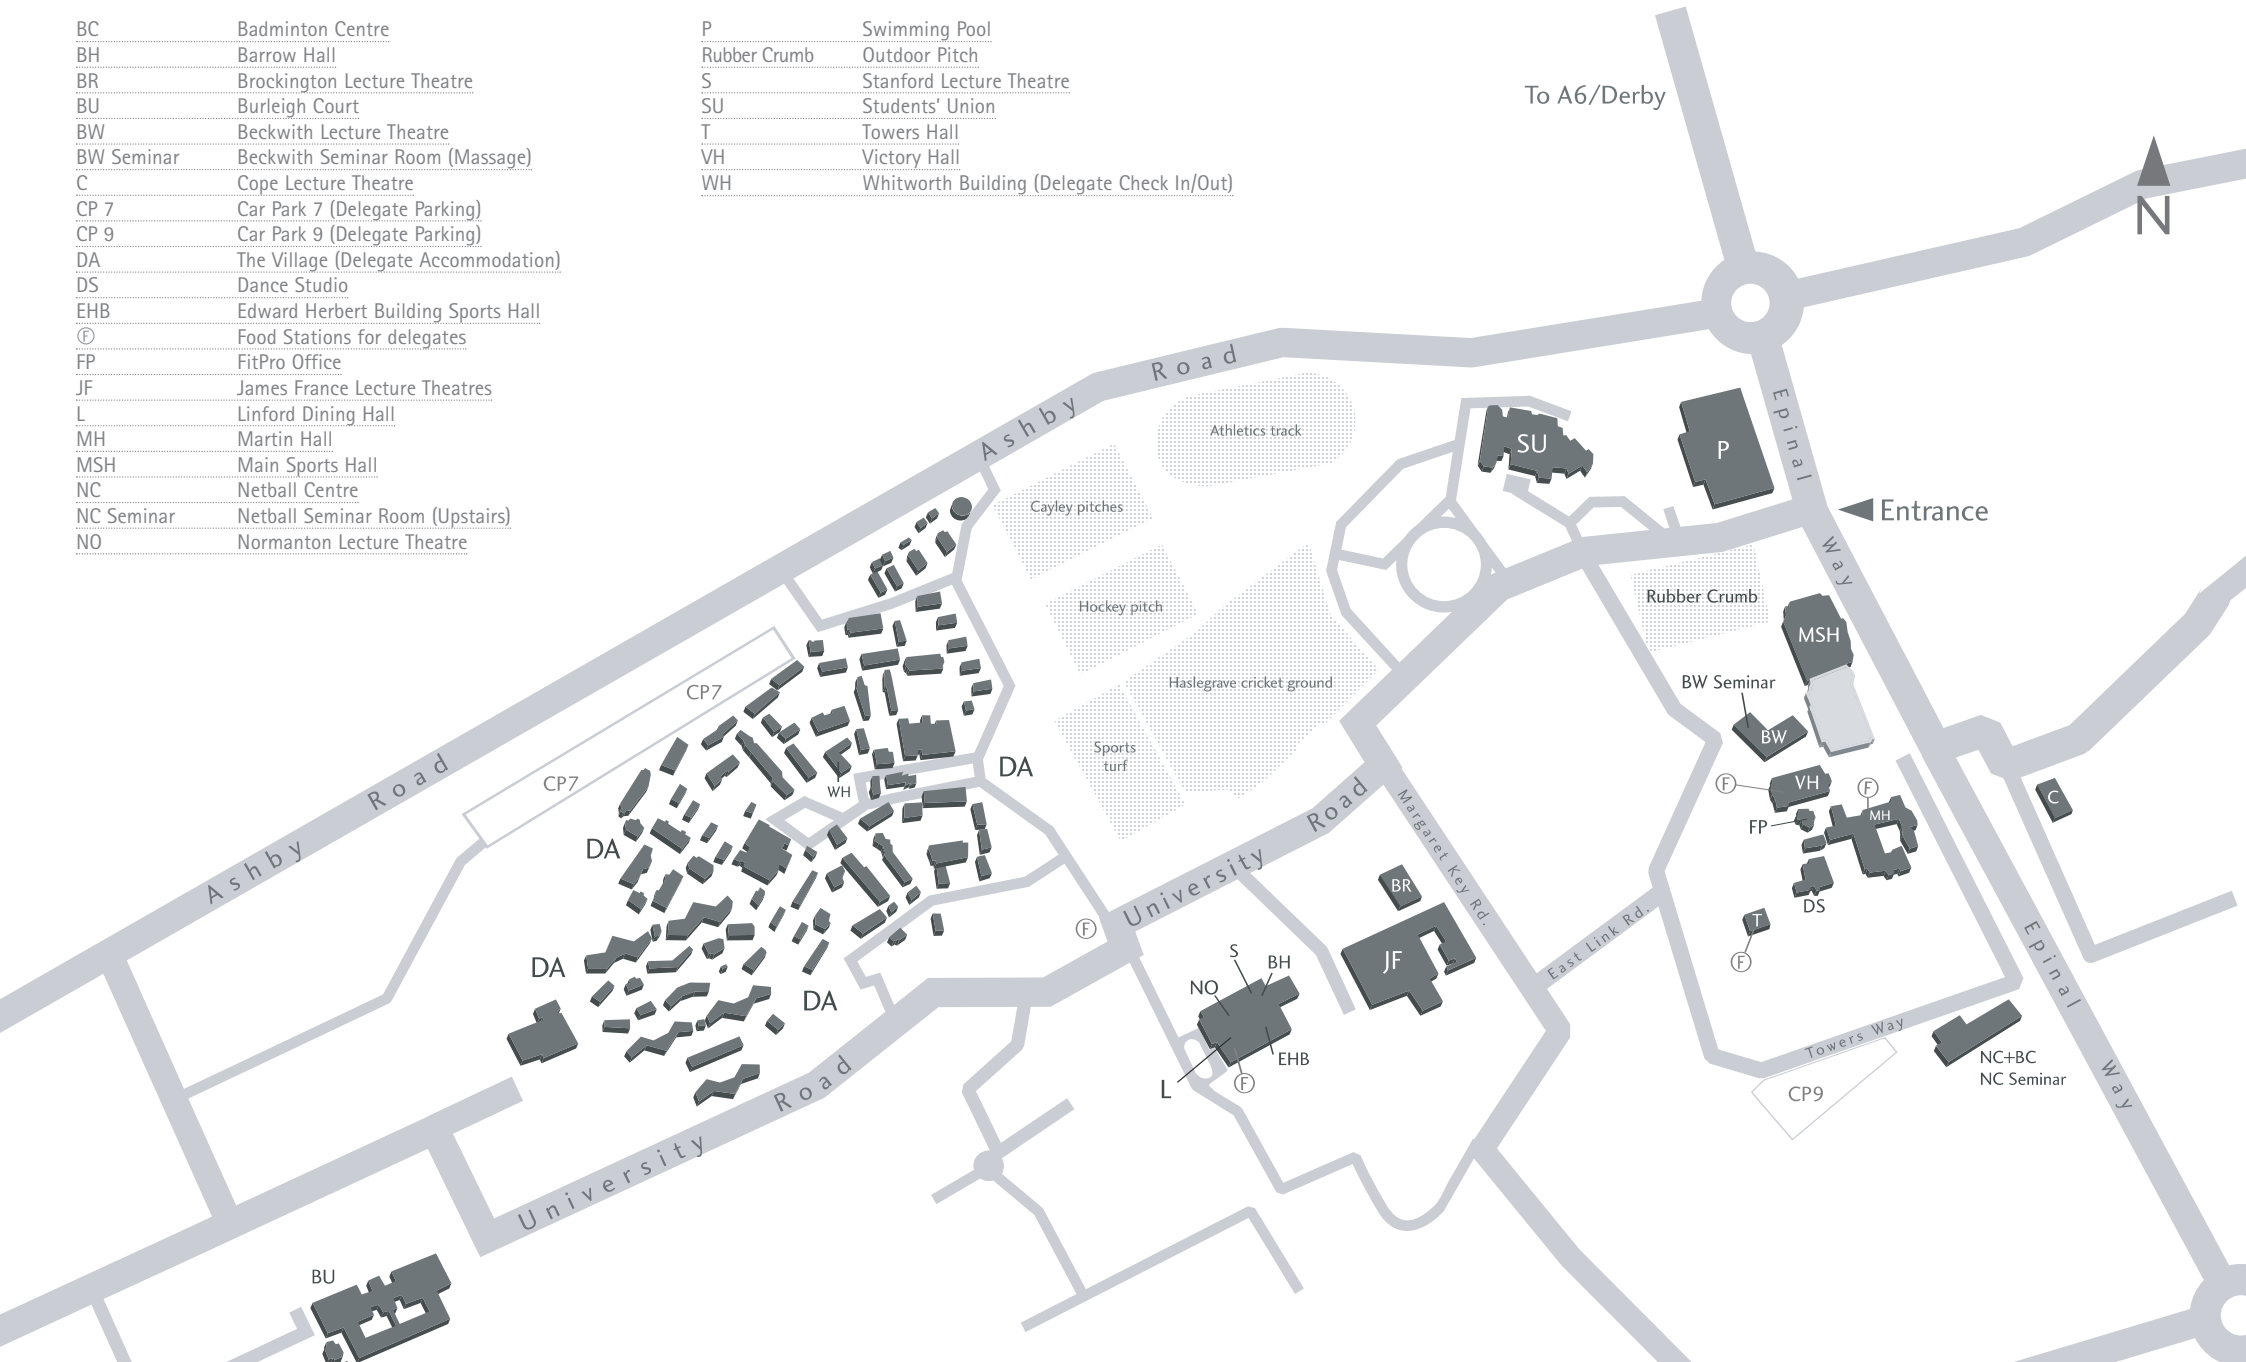 BC Badminton Centre
BH Barrow Hall
BR Brockington Lecture Theatre
BU Burleigh Court
BW Beckwith Lecture Theatre
BW Seminar Beckwith Seminar Room (Massage)
C Cope Lecture Theatre
CP 7 Car Park 7 (Delegate Parking)
CP 9 Car Park 9 (Delegate Parking)
DA The Village (Delegate Accommodation)
DS Dance Studio
EHB Edward Herbert Building Sports Hall
Ⓕ Food Stations for delegates
FP FitPro Office
JF James France Lecture Theatres
L Linford Dining Hall
MH Martin Hall
MSH Main Sports Hall
NC Netball Centre
NC Seminar Netball Seminar Room (Upstairs)
NO Normanton Lecture Theatre
P Swimming Pool
Rubber Crumb Outdoor Pitch
S Stanford Lecture Theatre
SU Students' Union
T Towers Hall
VH Victory Hall
WH Whitworth Building (Delegate Check In/Out)
To A6/Derby
N
Ashby Road
Athletics track
SU
P
Epinal Way
Entrance
Cayley pitches
Hockey pitch
Rubber Crumb
MSH
Haslegrave cricket ground
BW Seminar
BW
CP7
CP7
Sports
turf
DA
WH
Ashby Road
VH
Ⓕ
Ⓕ
MH
C
FP
University Road
Margaret Key Rd.
DA
BR
DS
T
Ⓕ
Ⓕ
East Link Rd.
Epinal Way
DA
DA
S
BH
NO
JF
EHB
L
Ⓕ
Towers Way
NC+BC
NC Seminar
CP9
University Road
BU